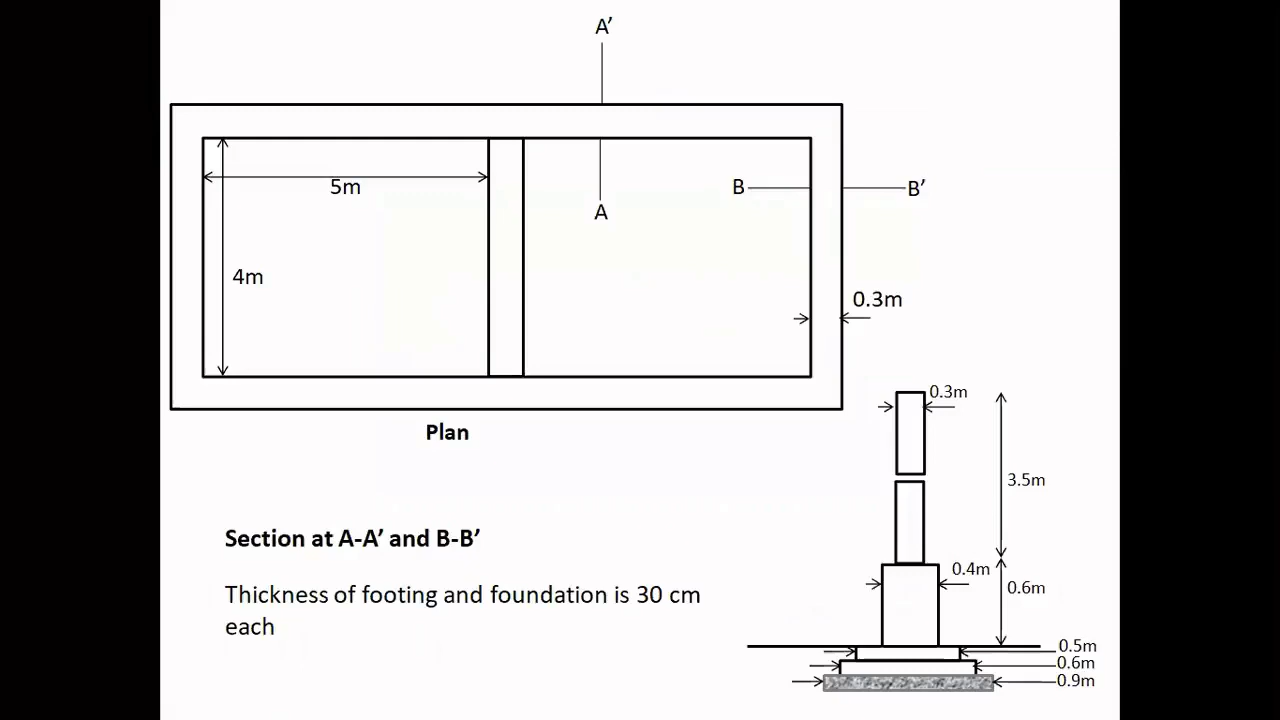 A’
5m
B
B’
A
4m
0.3m
Plan
0.3m
3.5m
Section at A-A’ and B-B’
0.4m
0.6m
Thickness of footing and foundation is 30 cm
each
0.5m
0.6m
0.9m